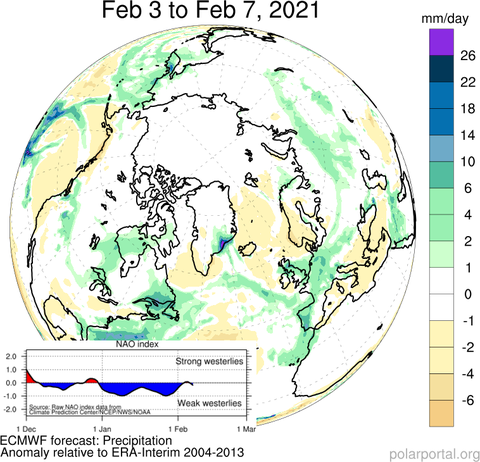 Feb 3 to Feb 7, 2021
mm/day
26
22
18
14
10
6
4
2
1
0
-1
-2
-4
-6
NAO index
2.0
1.0
0.0
-1.0
-2.0
Strong westerlies
Weak westerlies
Source: Raw NAO index data from
Climate Prediction Center/NCEP/NWS/NOAA
1 Dec 1 Jan 1 Feb 1 Mar
ECMWF forecast: Precipitation
Anomaly relative to ERA-Interim 2004-2013
polarportal.org